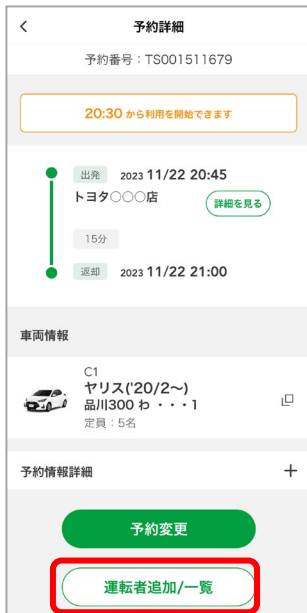 予約詳細
予約番号：TS001511679
20:30 から利用を開始できます
出発 2023 11/22 20:45
トヨタ○○○店
詳細を見る
15分
返却 2023 11/22 21:00
車両情報
C1
ヤリス('20/2〜)
品川300 わ ・・・1
定員：5名
予約情報詳細
予約変更
運転者追加/一覧